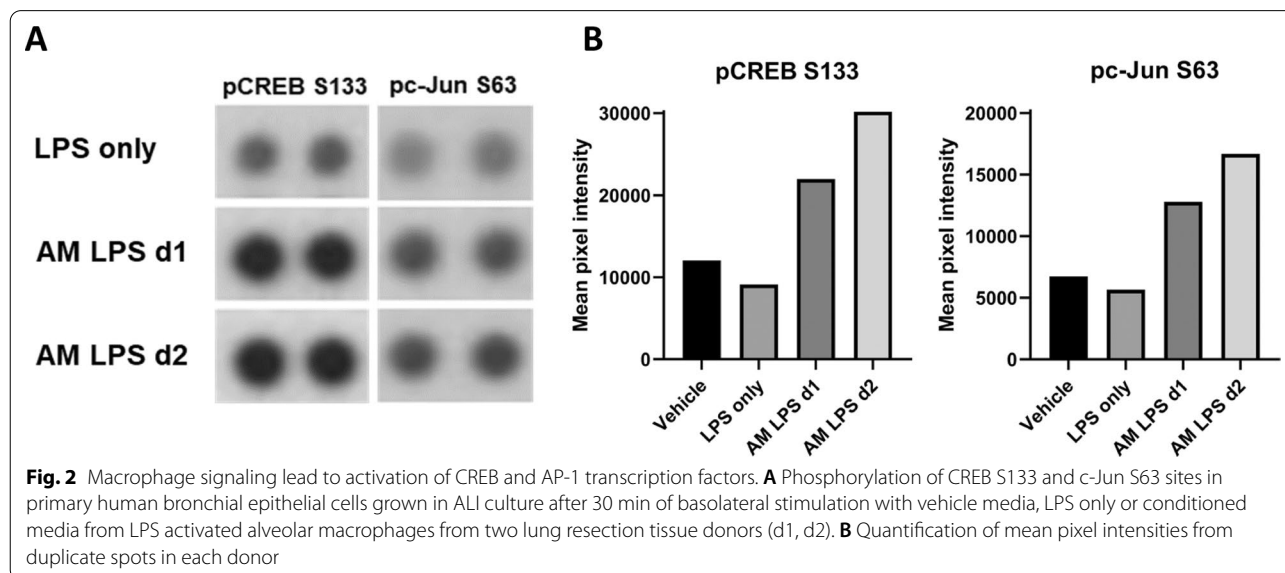 A
pCREB S133 pc-Jun S63
LPS only
AM LPS d1
AM LPS d2
B
pCREB S133
Mean pixel intensity
30000
20000
10000
0
Vehicle
LPS only
AM LPS d1
AM LPS d2
pc-Jun S63
Mean pixel intensity
20000
15000
10000
5000
0
Vehicle
LPS only
AM LPS d1
AM LPS d2
Fig. 2 Macrophage signaling lead to activation of CREB and AP-1 transcription factors. A Phosphorylation of CREB S133 and c-Jun S63 sites in
primary human bronchial epithelial cells grown in ALI culture after 30 min of basolateral stimulation with vehicle media, LPS only or conditioned
media from LPS activated alveolar macrophages from two lung resection tissue donors (d1, d2). B Quantification of mean pixel intensities from
duplicate spots in each donor